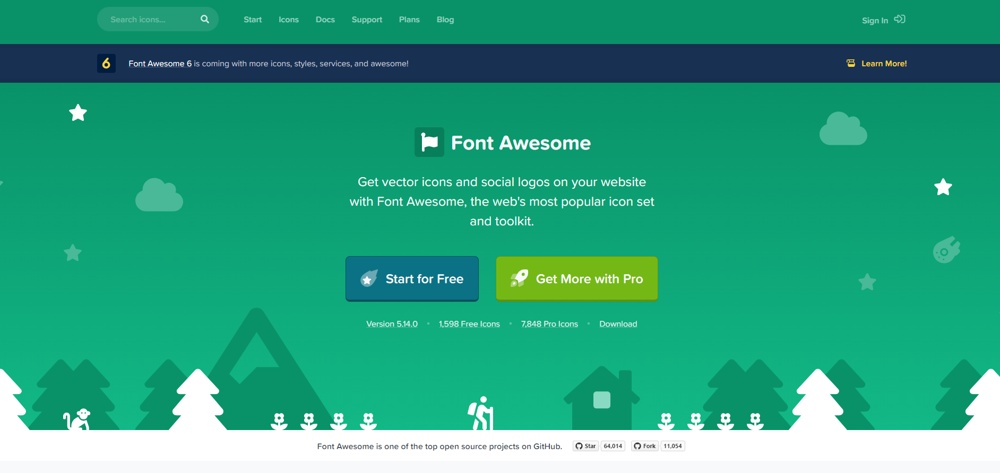 Search icons...
Start Icons Docs Support Plans Blog
Sign In
6
Font Awesome 6 is coming with more icons, styles, services, and awesome!
Learn More!
Font Awesome
Get vector icons and social logos on your website
with Font Awesome, the web's most popular icon set
and toolkit.
Start for Free
Get More with Pro
Version 5.14.0 • 1,598 Free Icons • 7,848 Pro Icons • Download
Font Awesome is one of the top open source projects on GitHub.
Star 64,014
Fork 11,054